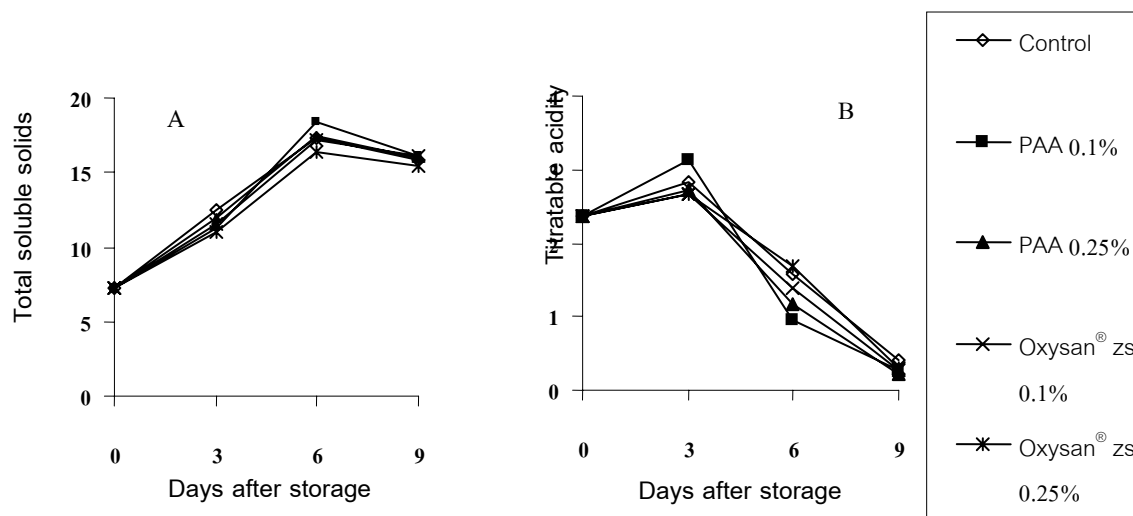 A
Total soluble solids
20
15
10
5
0
0 3 6 9
Days after storage
B
Titratable acidity
1
0
0 3 6 9
Days after storage
Control
PAA 0.1%
PAA 0.25%
Oxysan® zs
0.1%
Oxysan® zs
0.25%